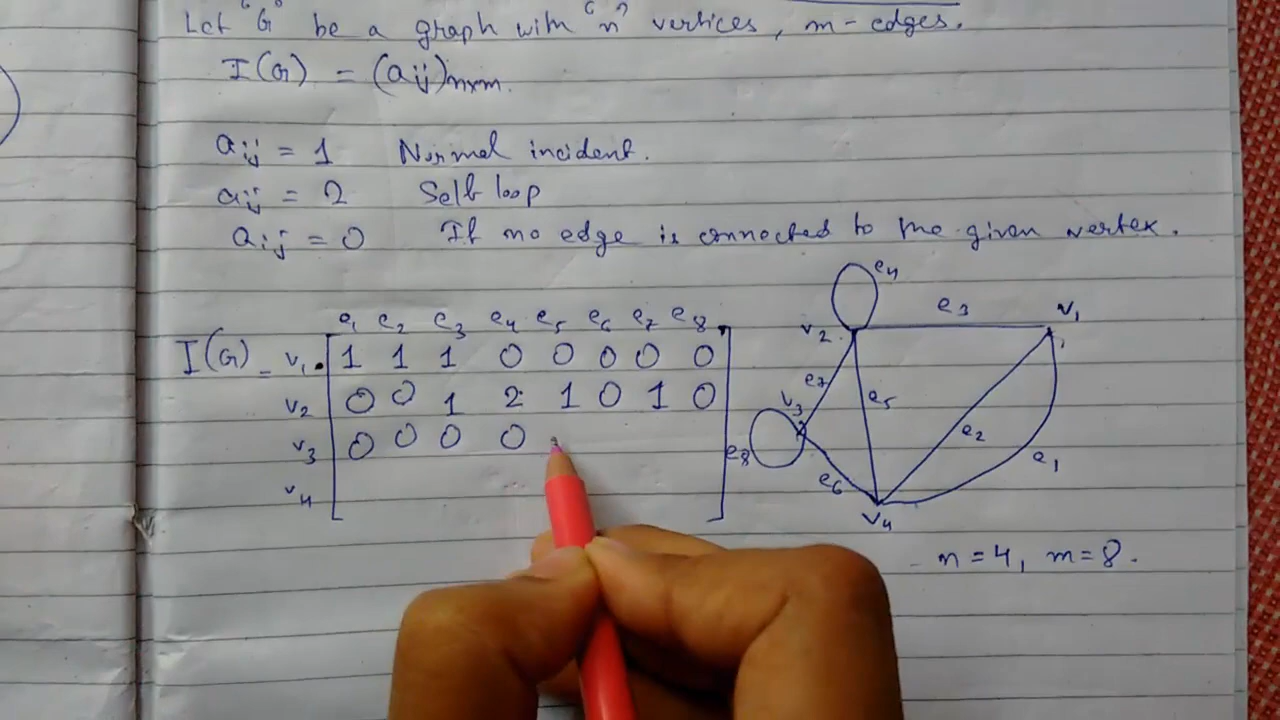 Let "G" be a graph with "n" vertices, m-edges.
I(G) = (aij)nxm.
aij = 1 Normal incident.
aij = 2 Self loop
aij = 0 If no edge is connected to the given vertex.
e1 e2 e3 e4 e5 e6 e7 e8
I(G) = v1 1 1 1 0 0 0 0 0
v2 0 0 1 2 1 0 1 0
v3 0 0 0 0
v4
e4
v2 e3 v1
e7 e5
v3
e2
e8 e6 e1
v4
n = 4, m = 8.